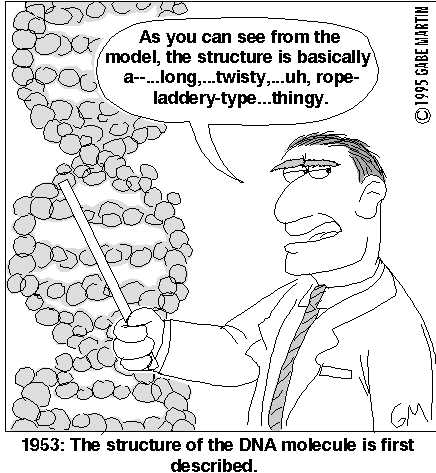 As you can see from the
model, the structure is basically
a--...long,...twisty,...uh, rope-
laddery-type...thingy.
©1995 GABE MARTIN
GM
1953: The structure of the DNA molecule is first
described.